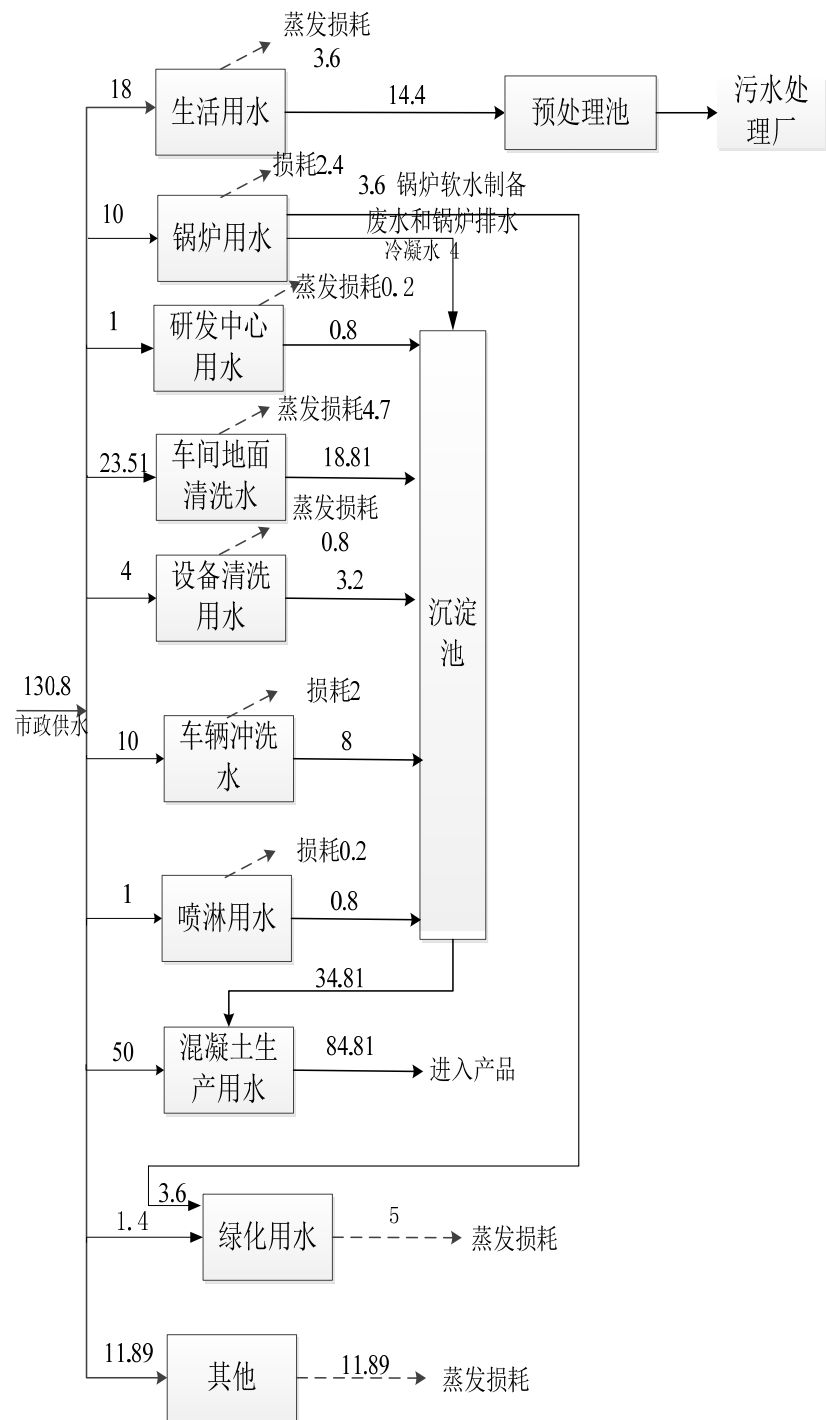 蒸发损耗
3.6
18
生活用水
14.4
预处理池
污水处
理厂
损耗2.4
3.6 锅炉软水制备
废水和锅炉排水
10
锅炉用水
冷凝水 4
蒸发损耗0.2
1
研发中心
用水
0.8
蒸发损耗4.7
23.51
车间地面
清洗水
18.81
蒸发损耗
0.8
4
设备清洗
用水
3.2
沉淀
池
130.8
市政供水
损耗2
10
车辆冲洗
水
8
损耗0.2
1
喷淋用水
0.8
34.81
50
混凝土生
产用水
84.81
进入产品
3.6
1.4
绿化用水
5
蒸发损耗
11.89
其他
11.89
蒸发损耗